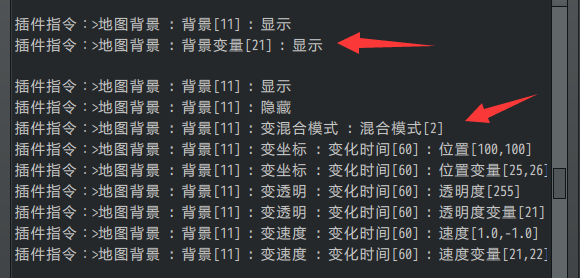 插件指令：>地图背景 : 背景[11] : 显示
插件指令：>地图背景 : 背景变量[21] : 显示
插件指令：>地图背景 : 背景[11] : 显示
插件指令：>地图背景 : 背景[11] : 隐藏
插件指令：>地图背景 : 背景[11] : 变混合模式 : 混合模式[2]
插件指令：>地图背景 : 背景[11] : 变坐标 : 变化时间[60] : 位置[100,100]
插件指令：>地图背景 : 背景[11] : 变坐标 : 变化时间[60] : 位置变量[25,26]
插件指令：>地图背景 : 背景[11] : 变透明 : 变化时间[60] : 透明度[255]
插件指令：>地图背景 : 背景[11] : 变透明 : 变化时间[60] : 透明度变量[21]
插件指令：>地图背景 : 背景[11] : 变速度 : 变化时间[60] : 速度[1.0,-1.0]
插件指令：>地图背景 : 背景[11] : 变速度 : 变化时间[60] : 速度变量[21,22]